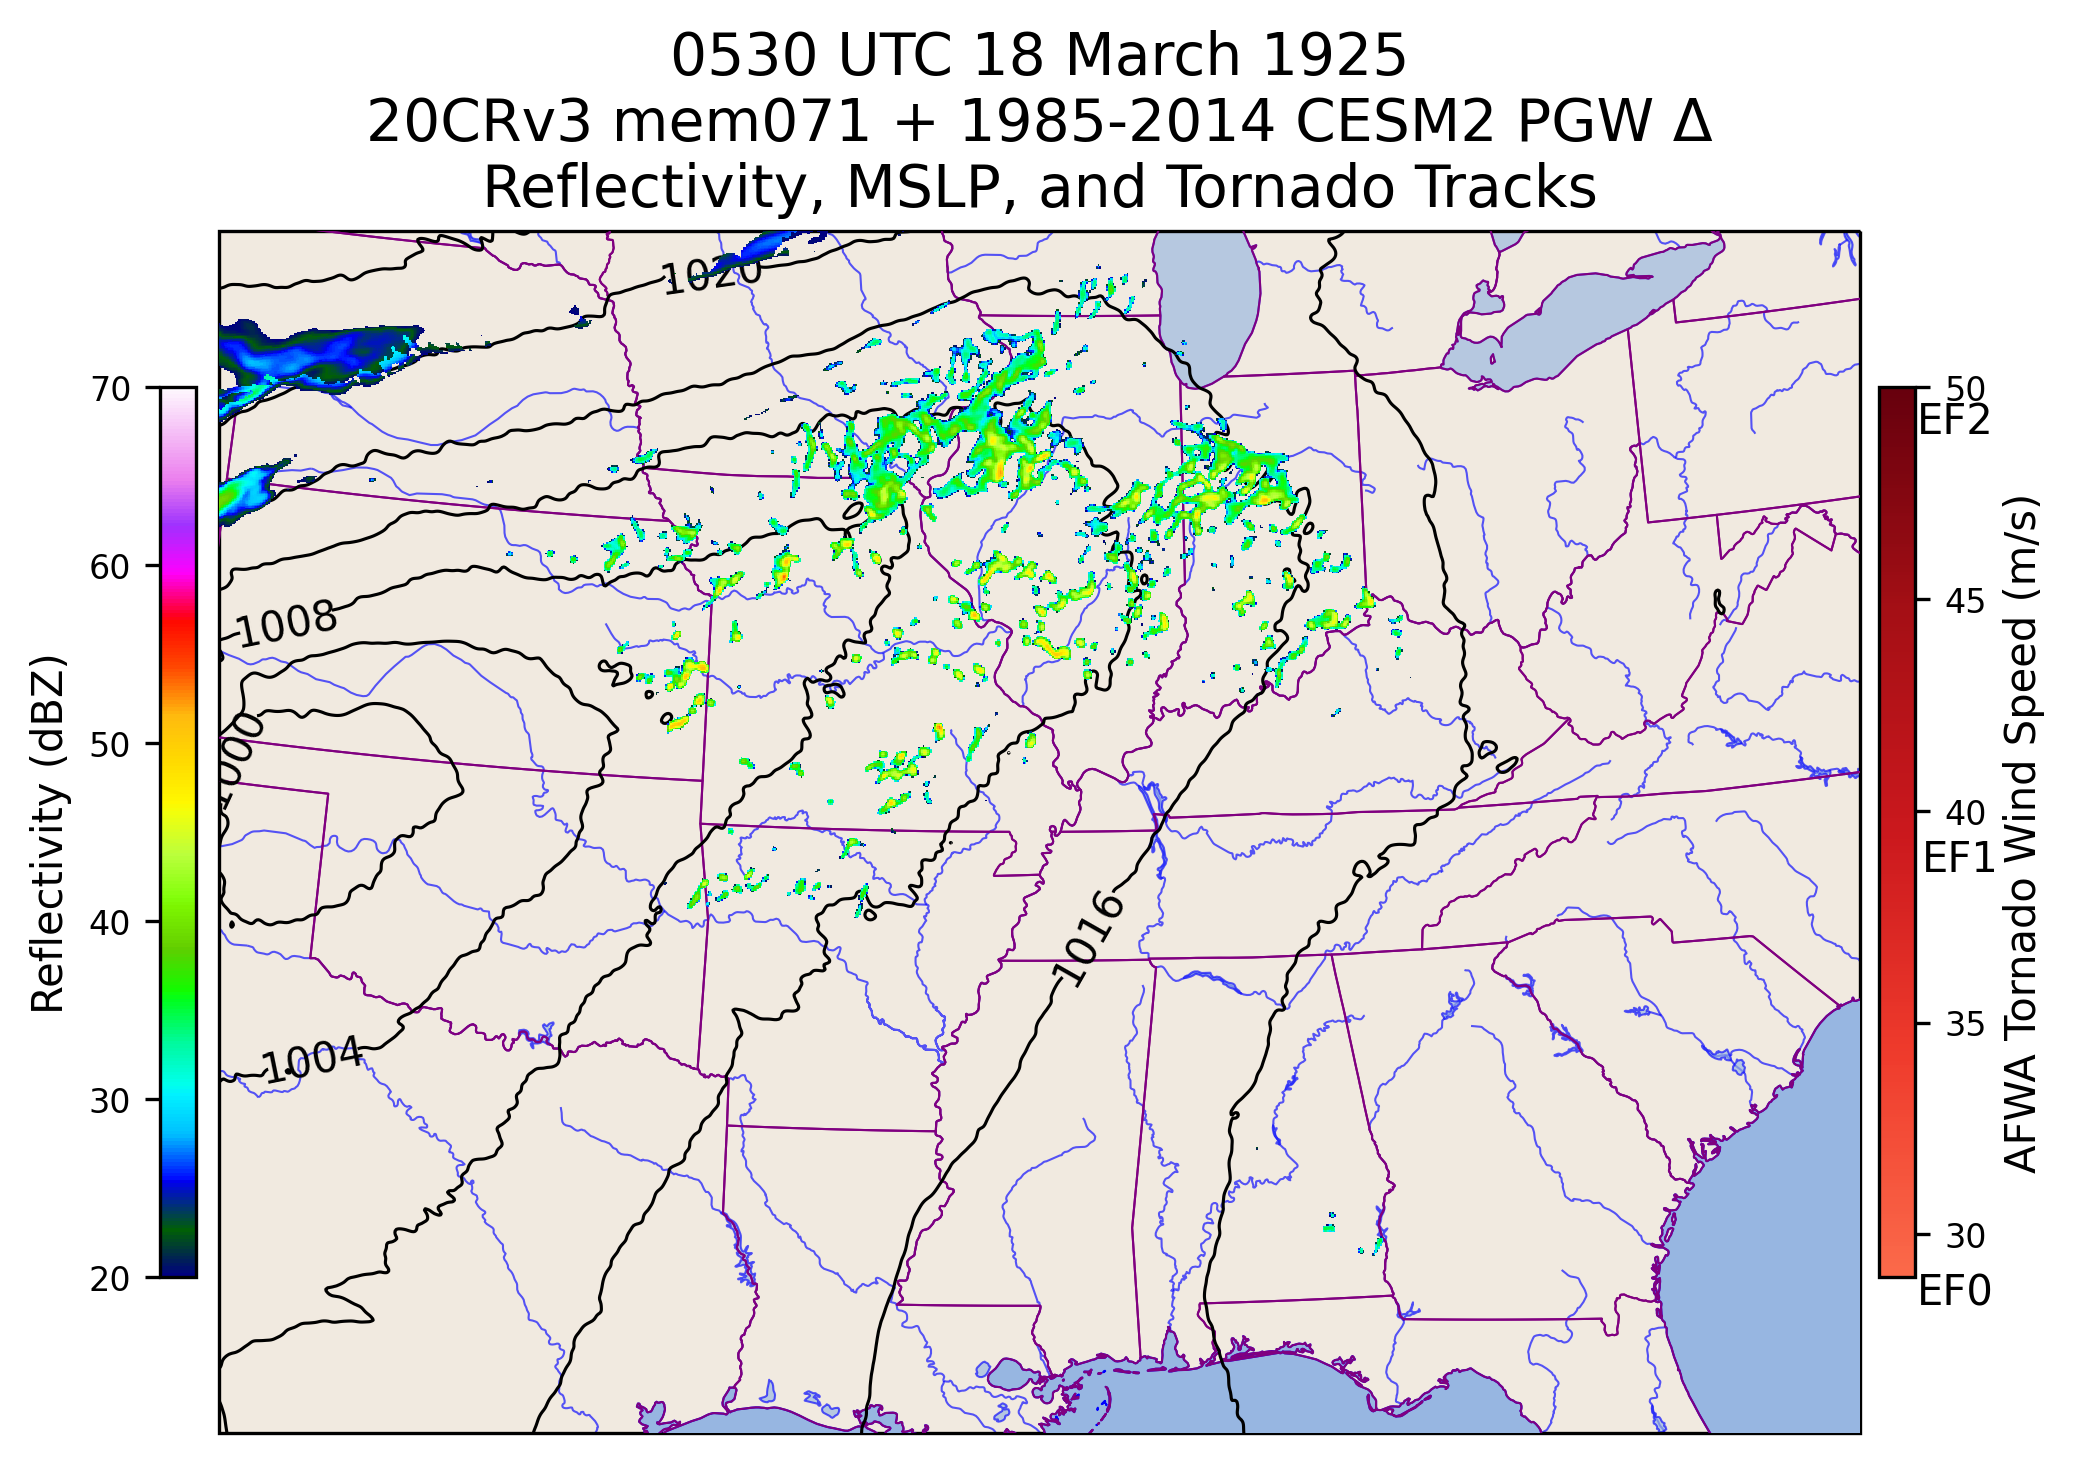 0530 UTC 18 March 1925
20CRv3 mem071 + 1985-2014 CESM2 PGW Δ
Reflectivity, MSLP, and Tornado Tracks
1020
1008
1000
1004
1016
Reflectivity (dBZ)
70
60
50
40
30
20
50
EF2
45
40
EF1
35
30
EF0
AFWA Tornado Wind Speed (m/s)